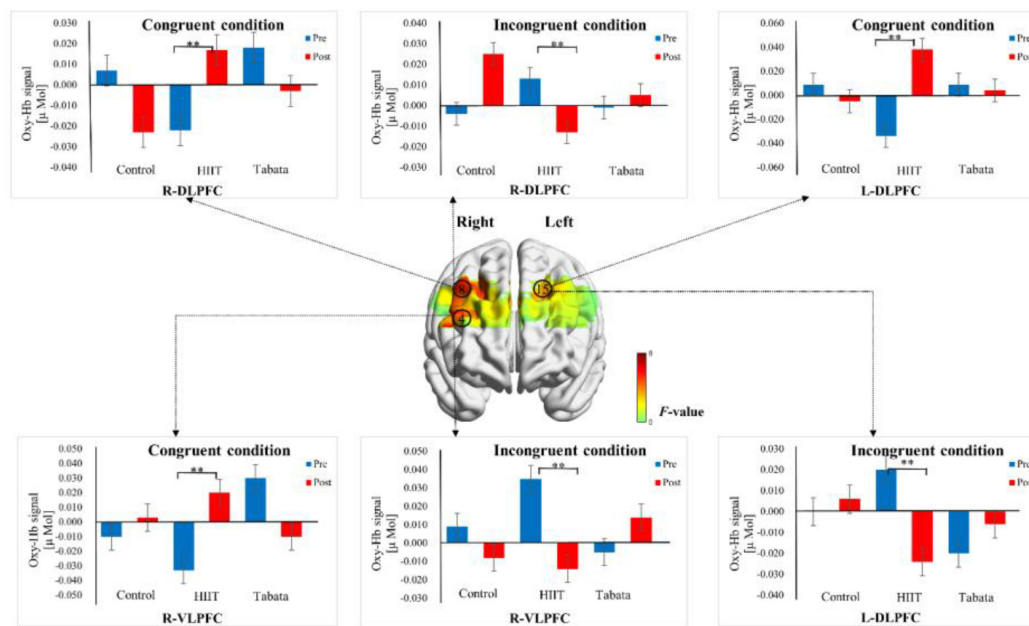 Congruent condition
** Pre
Post
Oxy-Hb signal
[μ Mol]
0.030
0.020
0.010
0.000
-0.010
-0.020
-0.030
-0.040
Control HIIT Tabata
R-DLPFC
Incongruent condition
** Pre
Post
Oxy-Hb signal
[μ Mol]
0.040
0.030
0.020
0.010
0.000
-0.010
-0.020
-0.030
Control HIIT Tabata
R-DLPFC
Congruent condition
** Pre
Post
Oxy-Hb signal
[μ Mol]
0.060
0.040
0.020
0.000
-0.020
-0.040
-0.060
Control HIIT Tabata
L-DLPFC
Right Left
8 15
4
8
0
F-value
Congruent condition
** Pre
Post
Oxy-Hb signal
[μ Mol]
0.050
0.040
0.030
0.020
0.010
0.000
-0.010
-0.020
-0.030
-0.040
-0.050
Control HIIT Tabata
R-VLPFC
Incongruent condition
** Pre
Post
Oxy-Hb signal
[μ Mol]
0.050
0.040
0.030
0.020
0.010
0.000
-0.010
-0.020
-0.030
Control HIIT Tabata
R-VLPFC
Incongruent condition
** Pre
Post
Oxy-Hb signal
[μ Mol]
0.030
0.020
0.010
0.000
-0.010
-0.020
-0.030
-0.040
Control HIIT Tabata
L-DLPFC